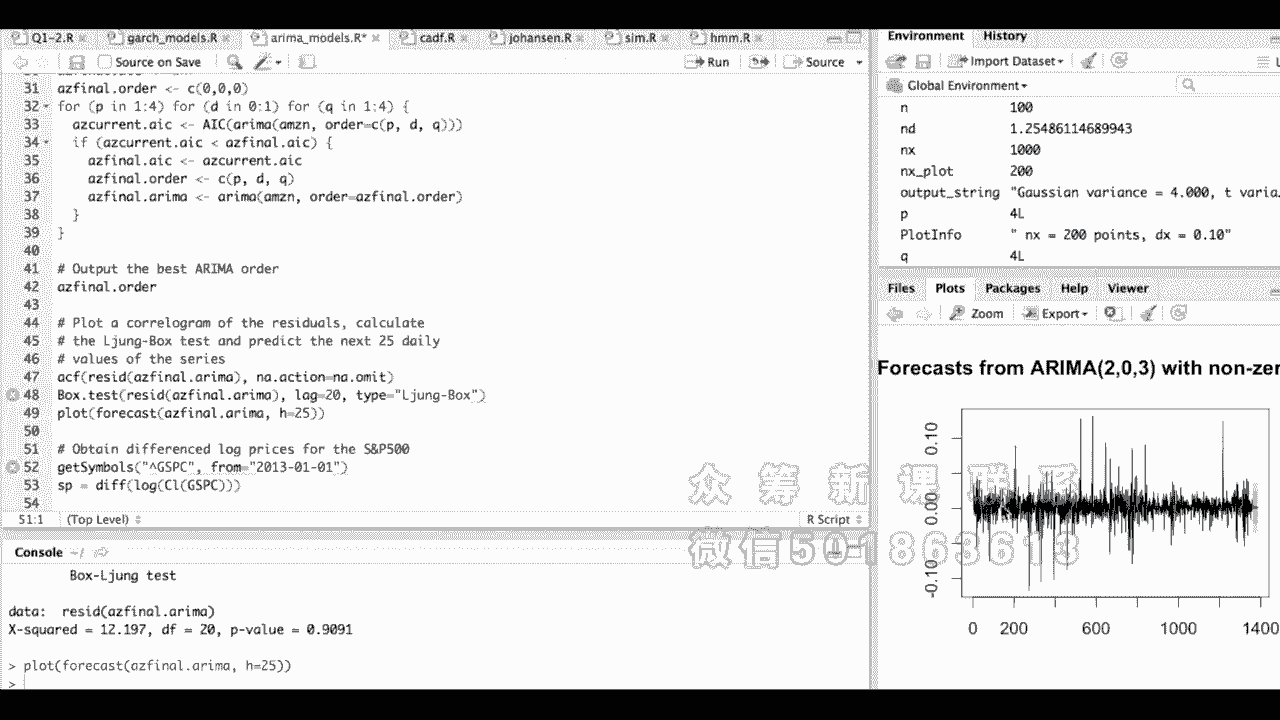 Q1-2.R garch_models.R arima_models.R* cadf.R johansen.R sim.R hmm.R
Source on Save Run Source
31 azfinal.order <- c(0,0,0)
32 for (p in 1:4) for (d in 0:1) for (q in 1:4) {
33 azcurrent.aic <- AIC(arima(amzn, order=c(p, d, q)))
34 if (azcurrent.aic < azfinal.aic) {
35 azfinal.aic <- azcurrent.aic
36 azfinal.order <- c(p, d, q)
37 azfinal.arima <- arima(amzn, order=azfinal.order)
38 }
39 }
40
41 # Output the best ARIMA order
42 azfinal.order
43
44 # Plot a correlogram of the residuals, calculate
45 # the Ljung-Box test and predict the next 25 daily
46 # values of the series
47 acf(resid(azfinal.arima), na.action=na.omit)
48 Box.test(resid(azfinal.arima), lag=20, type="Ljung-Box")
49 plot(forecast(azfinal.arima, h=25))
50
51 # Obtain differenced log prices for the S&P500
52 getSymbols("^GSPC", from="2013-01-01")
53 sp = diff(log(Cl(GSPC)))
54
51:1 (Top Level) R Script
Console ~/
Box-Ljung test
data: resid(azfinal.arima)
X-squared = 12.197, df = 20, p-value = 0.9091
> plot(forecast(azfinal.arima, h=25))
>
Environment History
Import Dataset
Global Environment
n 100
nd 1.25486114689943
nx 1000
nx_plot 200
output_string "Gaussian variance = 4.000, t varia
p 4L
PlotInfo " nx = 200 points, dx = 0.10"
q 4L
Files Plots Packages Help Viewer
Zoom Export
Forecasts from ARIMA(2,0,3) with non-zer
0.10
0.00
-0.10
0 200 600 1000 1400
众筹新课联系
微信501863613